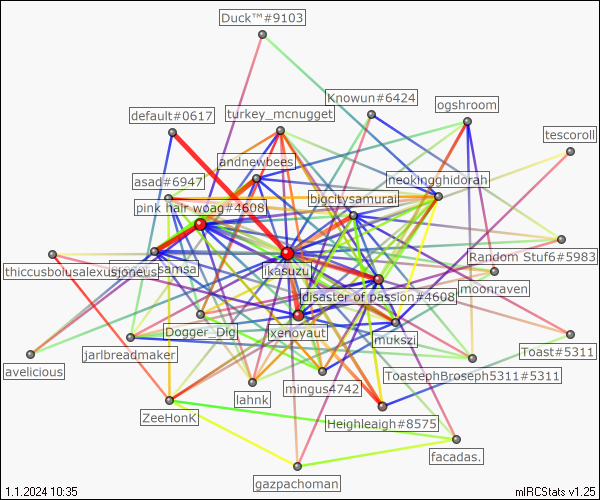 Duck™#9103
Knowun#6424
ogshroom
default#0617
turkey_mcnugget
tescoroll
andnewbees
asad#6947
neokingghidorah
bigcitysamurai
pink hair woag#4608
Random Stuf6#5983
thiccusbolusalexusjoneus
samsa
likasuzu
moonraven
disaster of passion#4608
Dogger_Dig
xenoyaut
mukszi
Toast#5311
jarlbreadmaker
avelicious
ToastephBroseph5311#5311
mingus4742
lahnk
ZeeHonK
Heighleaigh#8575
facadas.
gazpachoman
1.1.2024 10:35
mIRCStats v1.25